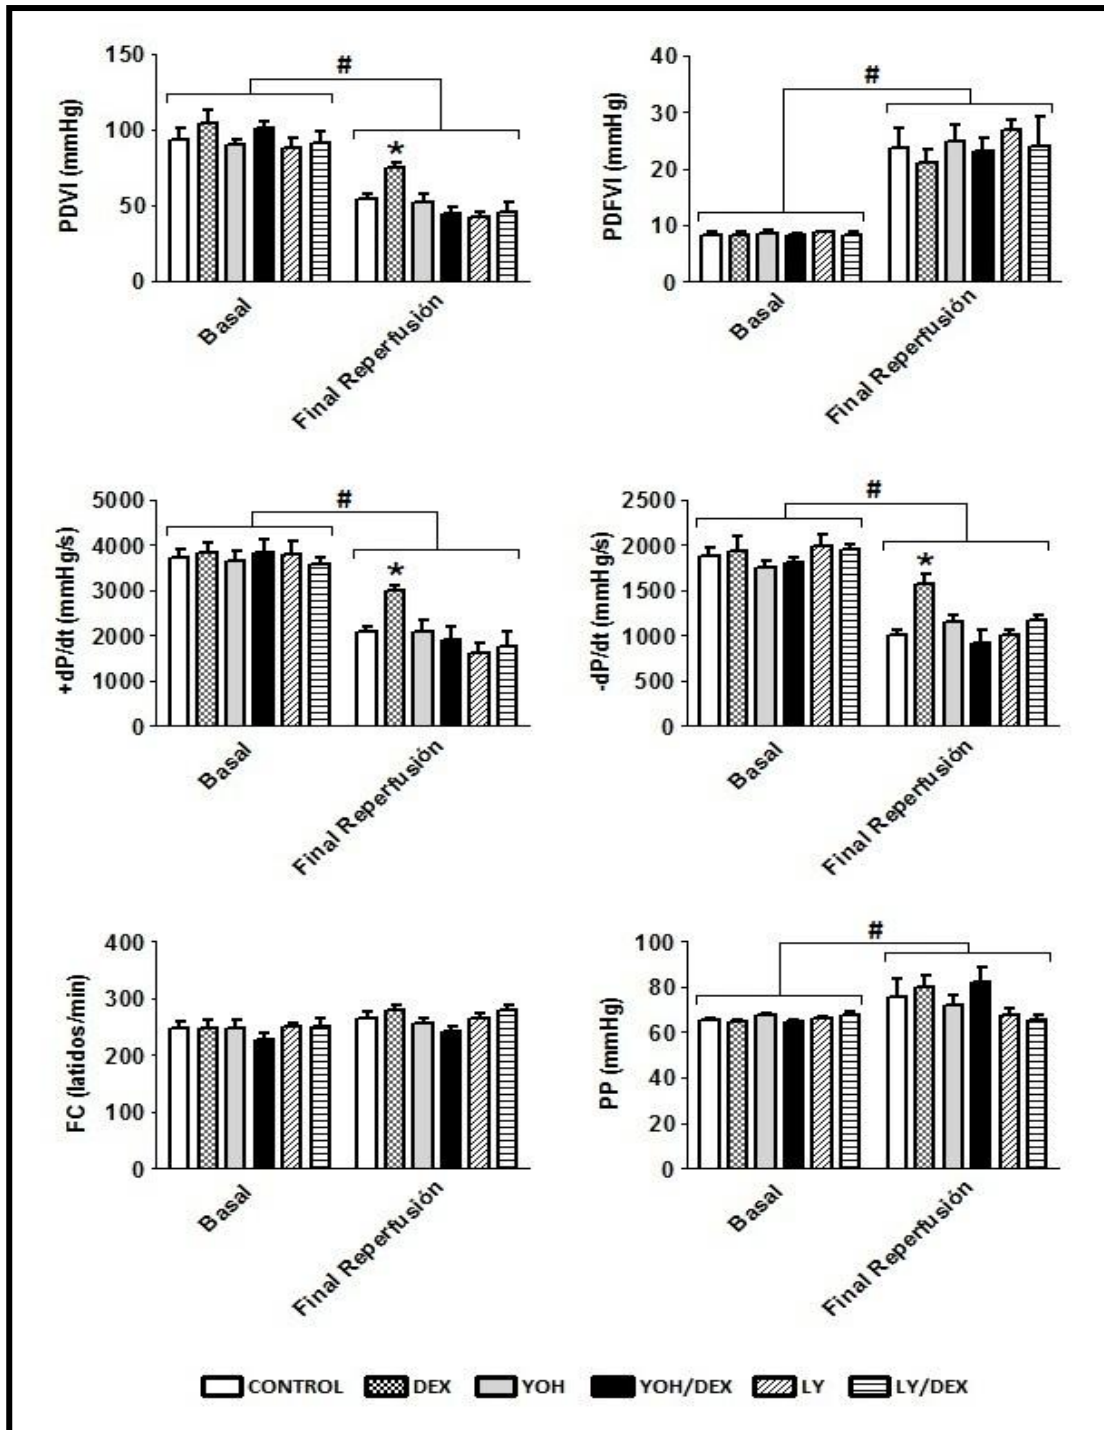 150
100
50
0
PDVI (mmHg)
#
*
Basal
Final Reperfusión
40
30
20
10
0
PDFVI (mmHg)
#
Basal
Final Reperfusión
5000
4000
3000
2000
1000
0
+dP/dt (mmHg/s)
#
*
Basal
Final Reperfusión
2500
2000
1500
1000
500
0
-dP/dt (mmHg/s)
#
*
Basal
Final Reperfusión
400
300
200
100
0
FC (latidos/min)
Basal
Final Reperfusión
100
80
60
40
20
0
PP (mmHg)
#
Basal
Final Reperfusión
CONTROL DEX YOH YOH/DEX LY LY/DEX